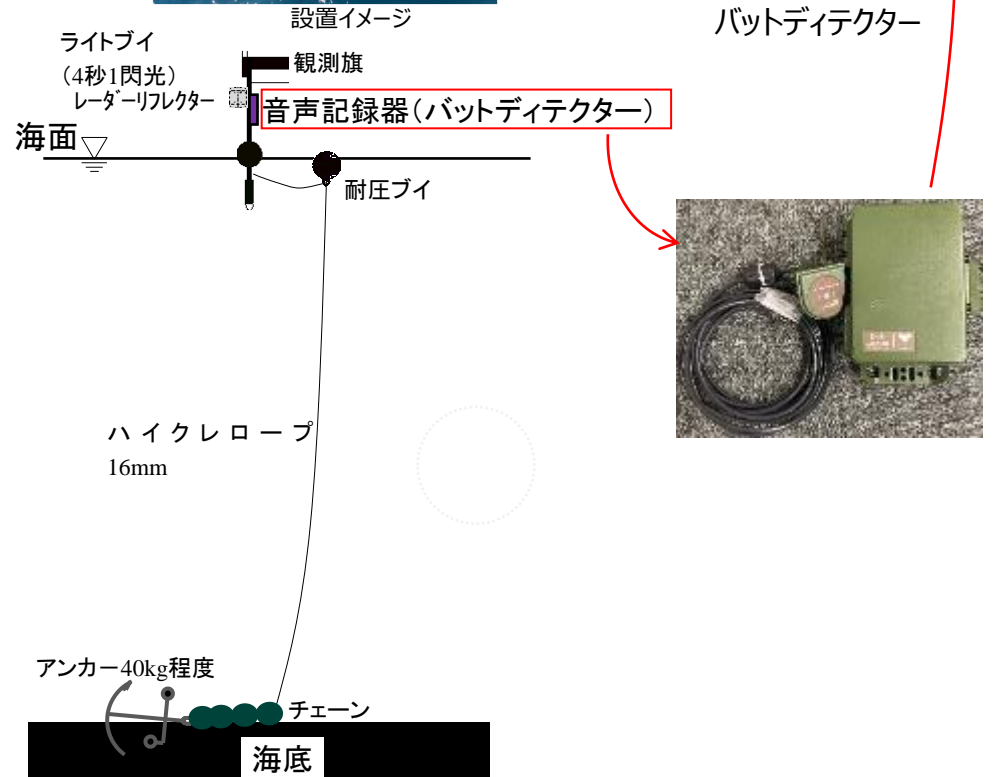 設置イメージ
バットディテクター
ライトブイ
(4秒1閃光)
レーダーリフレクター
観測旗
音声記録器(バットディテクター)
海面
耐圧ブイ
ハイクレロープ
16mm
アンカー40kg程度
チェーン
海底